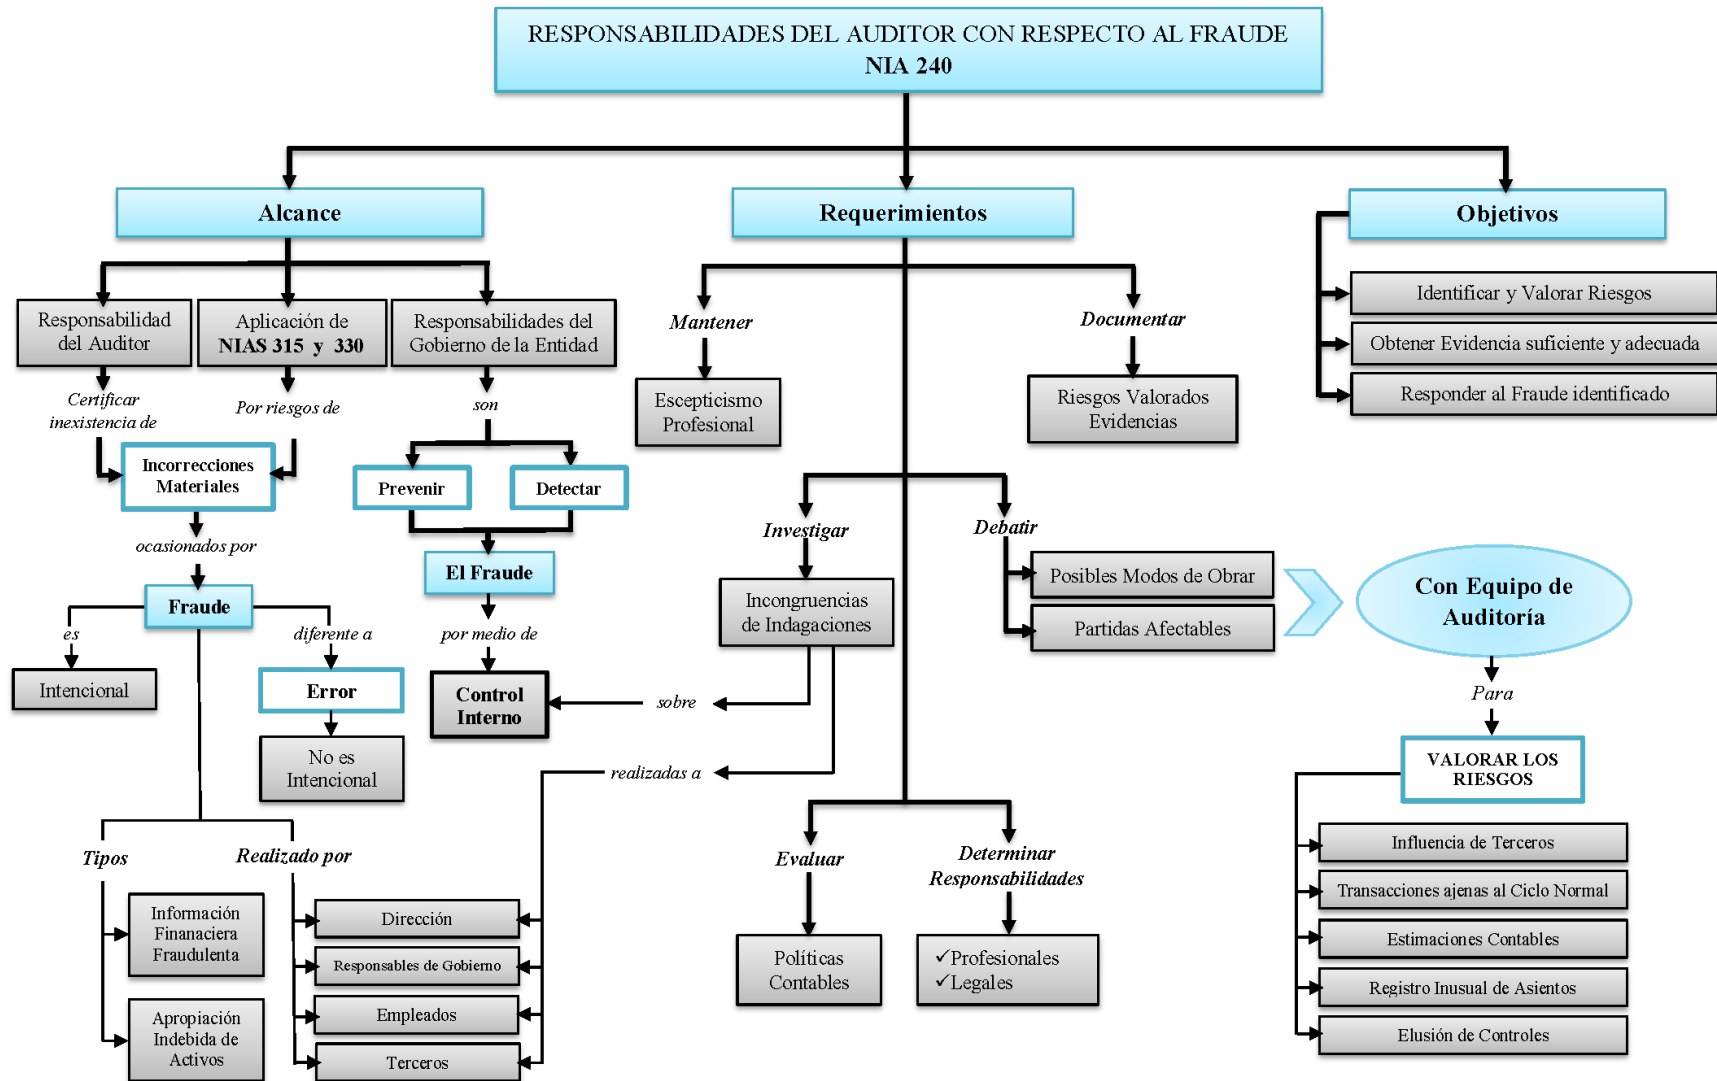 RESPONSABILIDADES DEL AUDITOR CON RESPECTO AL FRAUDE
NIA 240
Alcance
Requerimientos
Objetivos
Responsabilidad
del Auditor
Aplicación de
NIAS 315 y 330
Responsabilidades del
Gobierno de la Entidad
Certificar
inexistencia de
Por riesgos de
son
Incorrecciones
Materiales
Prevenir
Detectar
ocasionados por
El Fraude
Fraude
es
diferente a
por medio de
Intencional
Error
Control
Interno
No es
Intencional
Tipos
Realizado por
Información
Finanaciera
Fraudulenta
Apropiación
Indebida de
Activos
Dirección
Responsables de Gobierno
Empleados
Terceros
Mantener
Documentar
Escepticismo
Profesional
Riesgos Valorados
Evidencias
Investigar
Debatir
Incongruencias
de Indagaciones
Posibles Modos de Obrar
Partidas Afectables
sobre
realizadas a
Evaluar
Determinar
Responsabilidades
Políticas
Contables
✓Profesionales
✓Legales
Identificar y Valorar Riesgos
Obtener Evidencia suficiente y adecuada
Responder al Fraude identificado
Con Equipo de
Auditoría
Para
VALORAR LOS
RIESGOS
Influencia de Terceros
Transacciones ajenas al Ciclo Normal
Estimaciones Contables
Registro Inusual de Asientos
Elusión de Controles